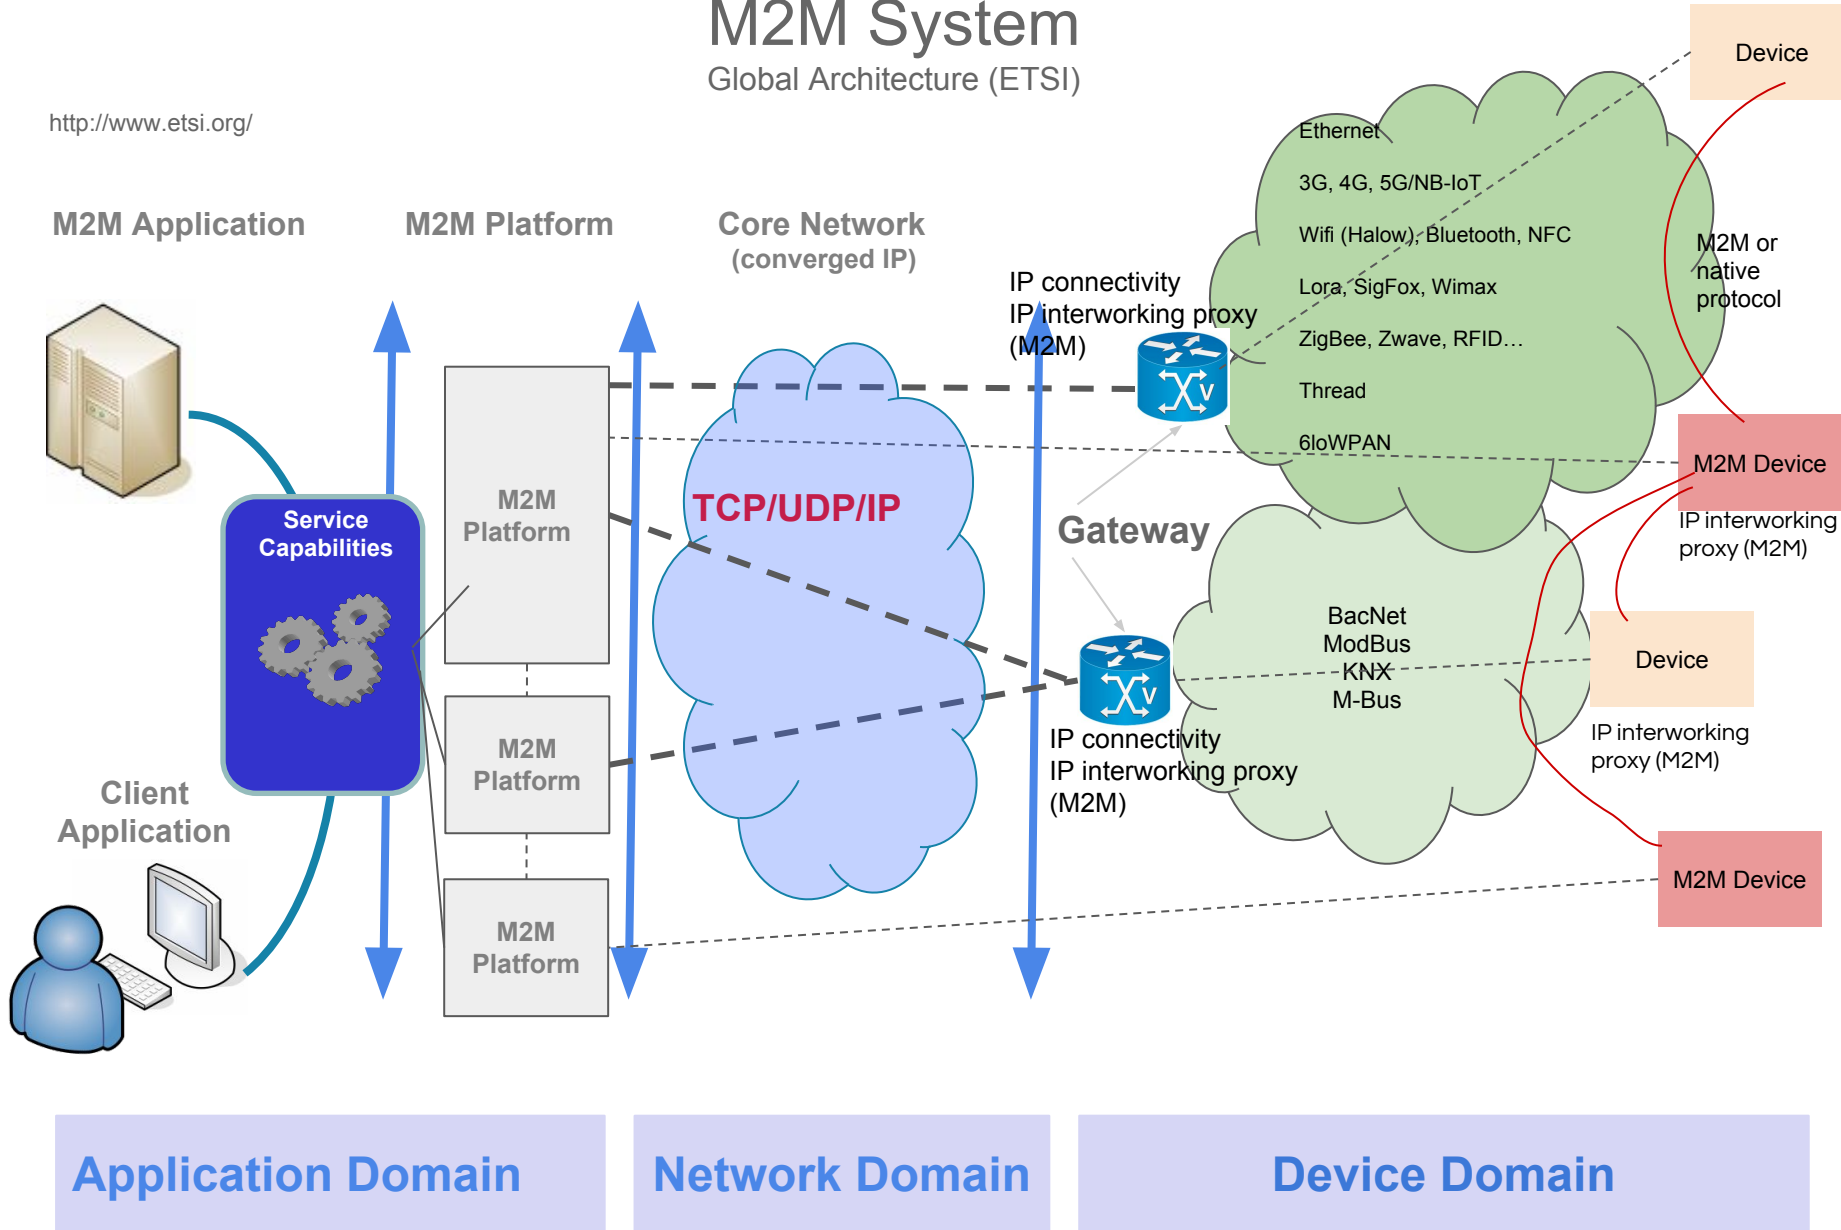 M2M System
Global Architecture (ETSI)
http://www.etsi.org/
M2M Application
M2M Platform
Core Network
(converged IP)
Service
Capabilities
Client
Application
M2M
Platform
M2M
Platform
M2M
Platform
TCP/UDP/IP
IP connectivity
IP interworking proxy
(M2M)
V
Gateway
V
IP connectivity
IP interworking proxy
(M2M)
Ethernet
3G, 4G, 5G/NB-IoT
Wifi (Halow), Bluetooth, NFC
Lora, SigFox, Wimax
ZigBee, Zwave, RFID…
Thread
6loWPAN
BacNet
ModBus
KNX
M-Bus
Device
M2M or
native
protocol
M2M Device
IP interworking
proxy (M2M)
Device
IP interworking
proxy (M2M)
M2M Device
Application Domain
Network Domain
Device Domain